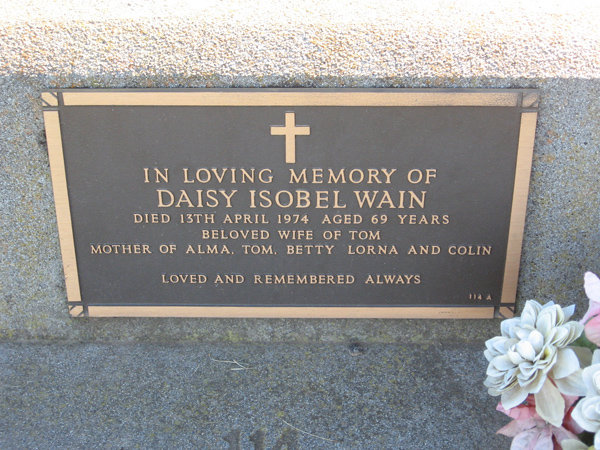 IN LOVING MEMORY OF
DAISY ISOBEL WAIN
DIED 13TH APRIL 1974 AGED 69 YEARS
BELOVED WIFE OF TOM
MOTHER OF ALMA, TOM, BETTY LORNA AND COLIN
LOVED AND REMEMBERED ALWAYS
114 A
114